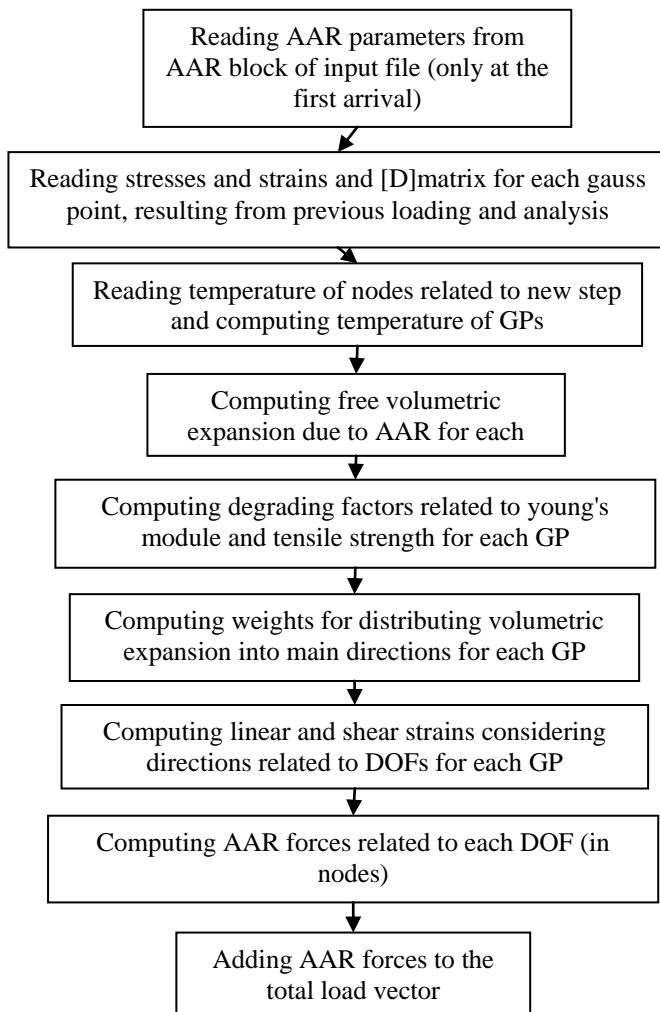 Reading AAR parameters from
AAR block of input file (only at the
first arrival)
Reading stresses and strains and [D]matrix for each gauss
point, resulting from previous loading and analysis
Reading temperature of nodes related to new step
and computing temperature of GPs
Computing free volumetric
expansion due to AAR for each
Computing degrading factors related to young's
module and tensile strength for each GP
Computing weights for distributing volumetric
expansion into main directions for each GP
Computing linear and shear strains considering
directions related to DOFs for each GP
Computing AAR forces related to each DOF (in
nodes)
Adding AAR forces to the
total load vector